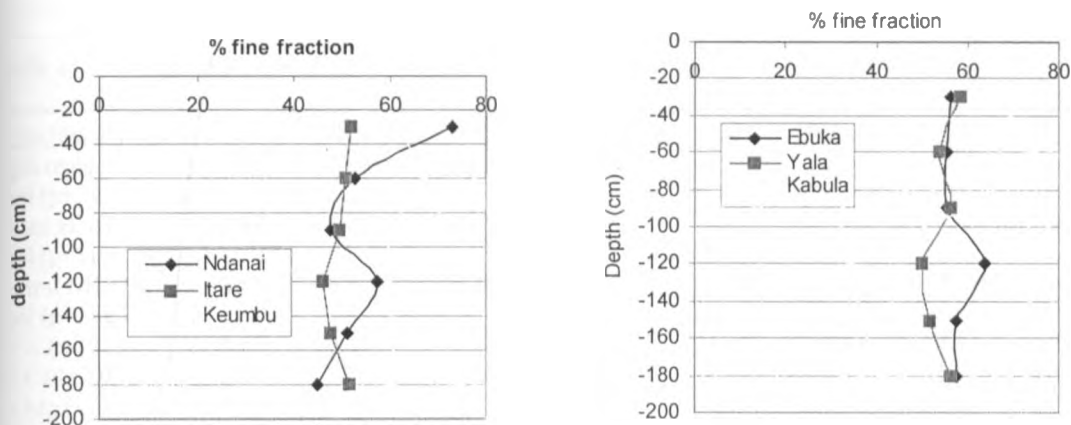 % fine fraction
0 20 40 60 80
0
-20
-40
-60
-80
-100
-120
-140
-160
-180
-200
depth (cm)
Ndanai
Itare
Keumbu
% fine fraction
0 20 40 60 80
0
-20
-40
-60
-80
-100
-120
-140
-160
-180
-200
Depth (cm)
Ebuka
Yala
Kabula